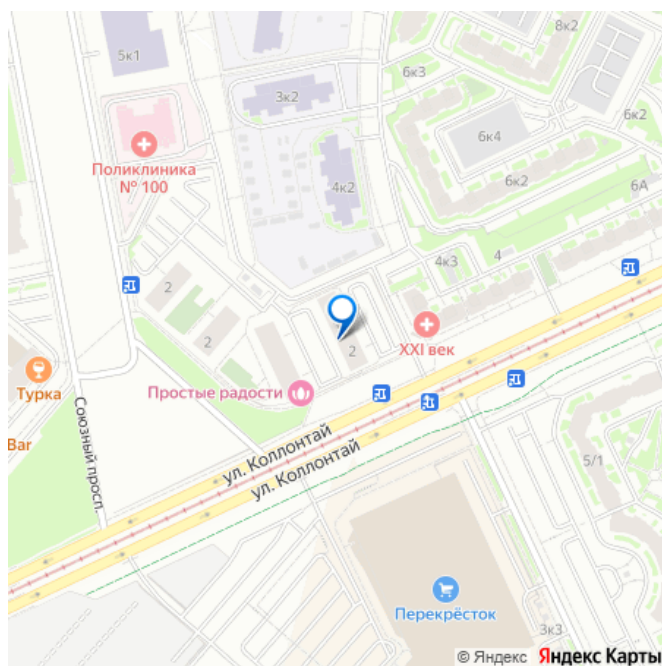 5к1
8к2
6к3
3к2
6к2
6к4
Поликлиника
№ 100
6к2
4к2
6А
4
4к3
2
2
XXI век
2
Турка
Простые радости
Bar
Союзный просп.
ул. Коллонтай
ул. Коллонтай
5/1
Перекрёсток
3к3
© Яндекс Яндекс Карты